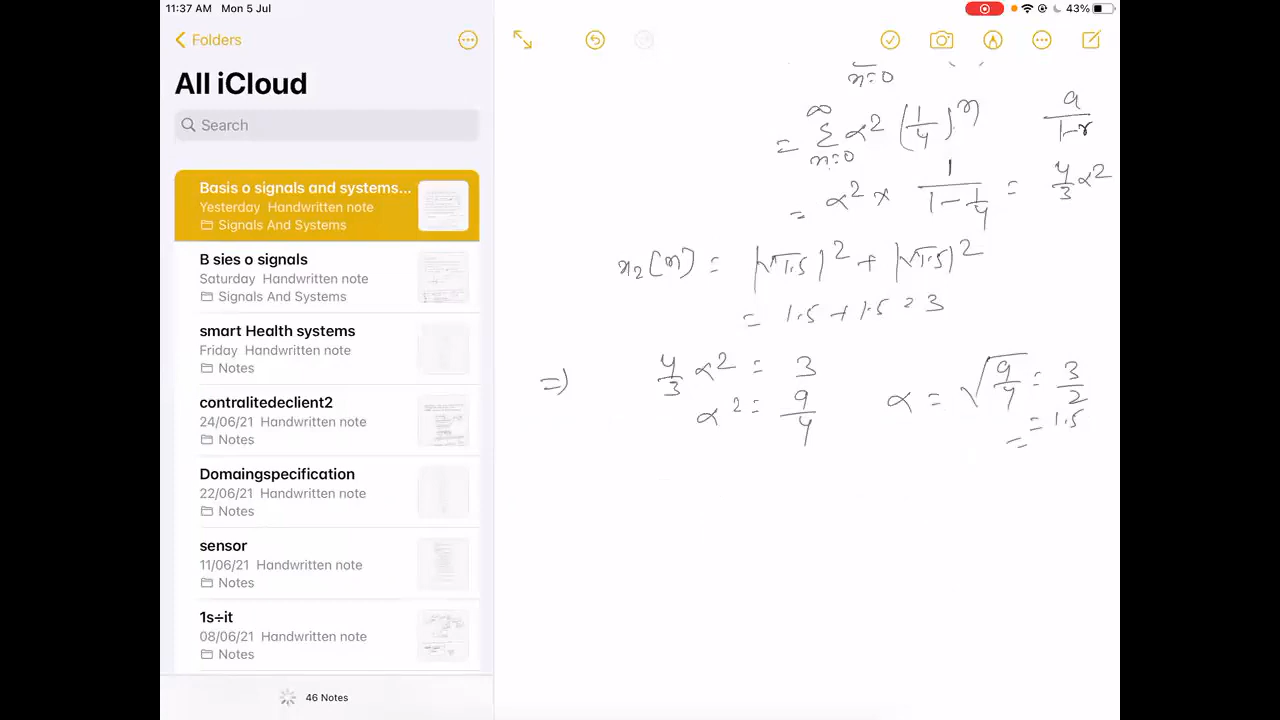 11:37 AM Mon 5 Jul
43%
Folders
All iCloud
Search
Basis o signals and systems...
Yesterday Handwritten note
Signals And Systems
B sies o signals
Saturday Handwritten note
Signals And Systems
smart Health systems
Friday Handwritten note
Notes
contralitedeclient2
24/06/21 Handwritten note
Notes
Domaingspecification
22/06/21 Handwritten note
Notes
sensor
11/06/21 Handwritten note
Notes
1s÷it
08/06/21 Handwritten note
Notes
46 Notes
n=0
= ∞ Σ n=0 α² (1/4)^n a/(1-r)
= α² × 1/(1 - 1/4) = 4/3 α²
x₂(n) = |√1.5|² + |√1.5|²
= 1.5 + 1.5 = 3
=) 4/3 α² = 3
α² = 9/4 α = √(9/4) = 3/2
= 1.5